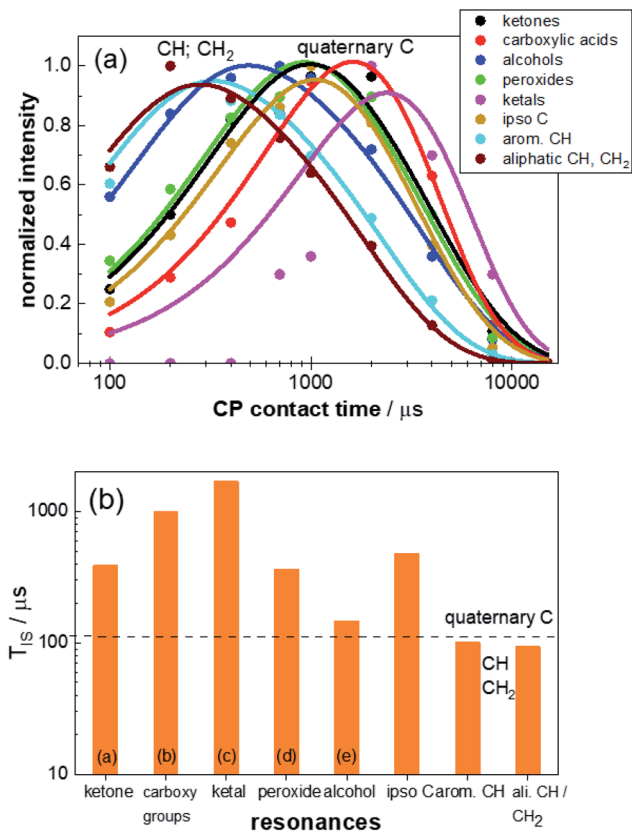 ketones
carboxylic acids
alcohols
peroxides
ketals
ipso C
arom. CH
aliphatic CH, CH2
(a)
CH; CH2
quaternary C
1.0
0.8
0.6
0.4
0.2
0.0
normalized intensity
100
1000
10000
CP contact time / μs
(b)
1000
100
10
TIS / μs
quaternary C
CH
CH2
(a)
(b)
(c)
(d)
(e)
ketone
carboxy
groups
ketal
peroxide
alcohol
ipso C
arom. CH
ali. CH /
CH2
resonances